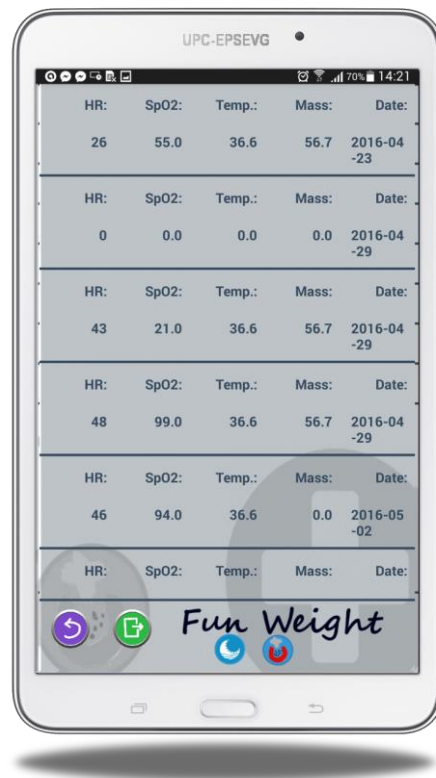 UPC-EPSEVG
70% 14:21
HR: SpO2: Temp.: Mass: Date:
26 55.0 36.6 56.7 2016-04
-23
HR: SpO2: Temp.: Mass: Date:
0 0.0 0.0 0.0 2016-04
-29
HR: SpO2: Temp.: Mass: Date:
43 21.0 36.6 56.7 2016-04
-29
HR: SpO2: Temp.: Mass: Date:
48 99.0 36.6 56.7 2016-04
-29
HR: SpO2: Temp.: Mass: Date:
46 94.0 36.6 0.0 2016-05
-02
HR: SpO2: Temp.: Mass: Date:
Fun Weight